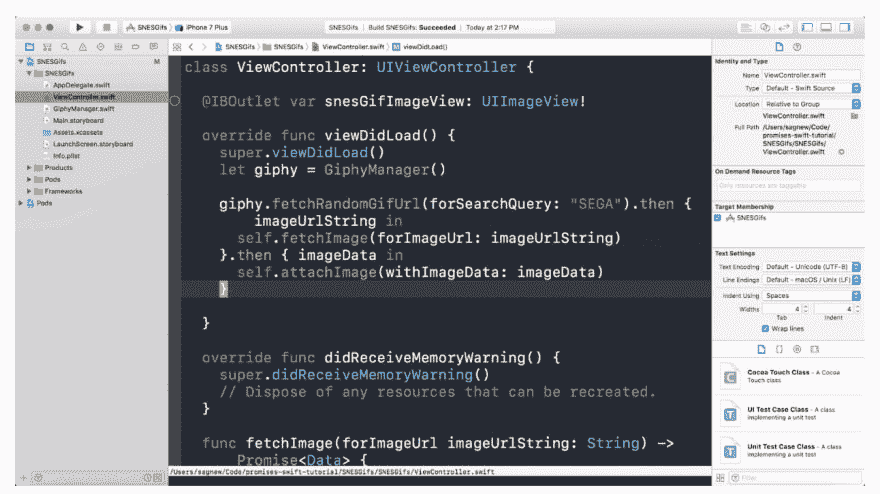 SNESGifs
iPhone 7 Plus
SNESGifs | Build SNESGifs: Succeeded | Today at 2:17 PM
SNESGifs
SNESGifs
ViewController.swift
viewDidLoad()
SNESGifs
M
SNESGifs
AppDelegate.swift
ViewController.swift
GiphyManager.swift
Main.storyboard
Assets.xcassets
LaunchScreen.storyboard
Info.plist
Products
Pods
Frameworks
Pods
class ViewController: UIViewController {
@IBOutlet var snesGifImageView: UIImageView!
override func viewDidLoad() {
super.viewDidLoad()
let giphy = GiphyManager()
giphy.fetchRandomGifUrl(forSearchQuery: "SEGA").then {
imageUrlString in
self.fetchImage(forImageUrl: imageUrlString)
}.then { imageData in
self.attachImage(withImageData: imageData)
}
}
override func didReceiveMemoryWarning() {
super.didReceiveMemoryWarning()
// Dispose of any resources that can be recreated.
}
func fetchImage(forImageUrl imageUrlString: String) ->
Promise<Data> {
/Users/sagnew/Code/promises-swift-tutorial/SNESGifs/SNESGifs/ViewController.swift
Identity and Type
Name ViewController.swift
Type Default - Swift Source
Location Relative to Group
ViewController.swift
Full Path /Users/sagnew/Code/
promises-swift-tutorial/
SNESGifs/SNESGifs/
ViewController.swift
On Demand Resource Tags
Only resources are taggable
Target Membership
SNESGifs
Text Settings
Text Encoding Default - Unicode (UTF-8)
Line Endings Default - macOS / Unix (LF)
Indent Using Spaces
Widths 4 4
Tab Indent
Wrap lines
Cocoa Touch Class - A Cocoa
Touch class
UI Test Case Class - A class
implementing a unit test
Unit Test Case Class - A class
implementing a unit test
Filter